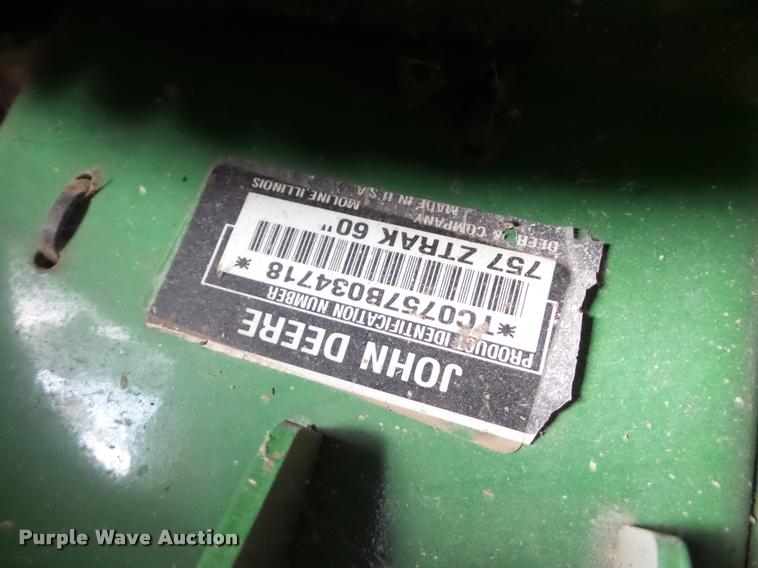 JOHN DEERE
PRODUCT IDENTIFICATION NUMBER
*TC0757B034718*
757 ZTRAK 60"
DEERE & COMPANY MOLINE ILLINOIS
MADE IN U.S.A.
Purple Wave Auction